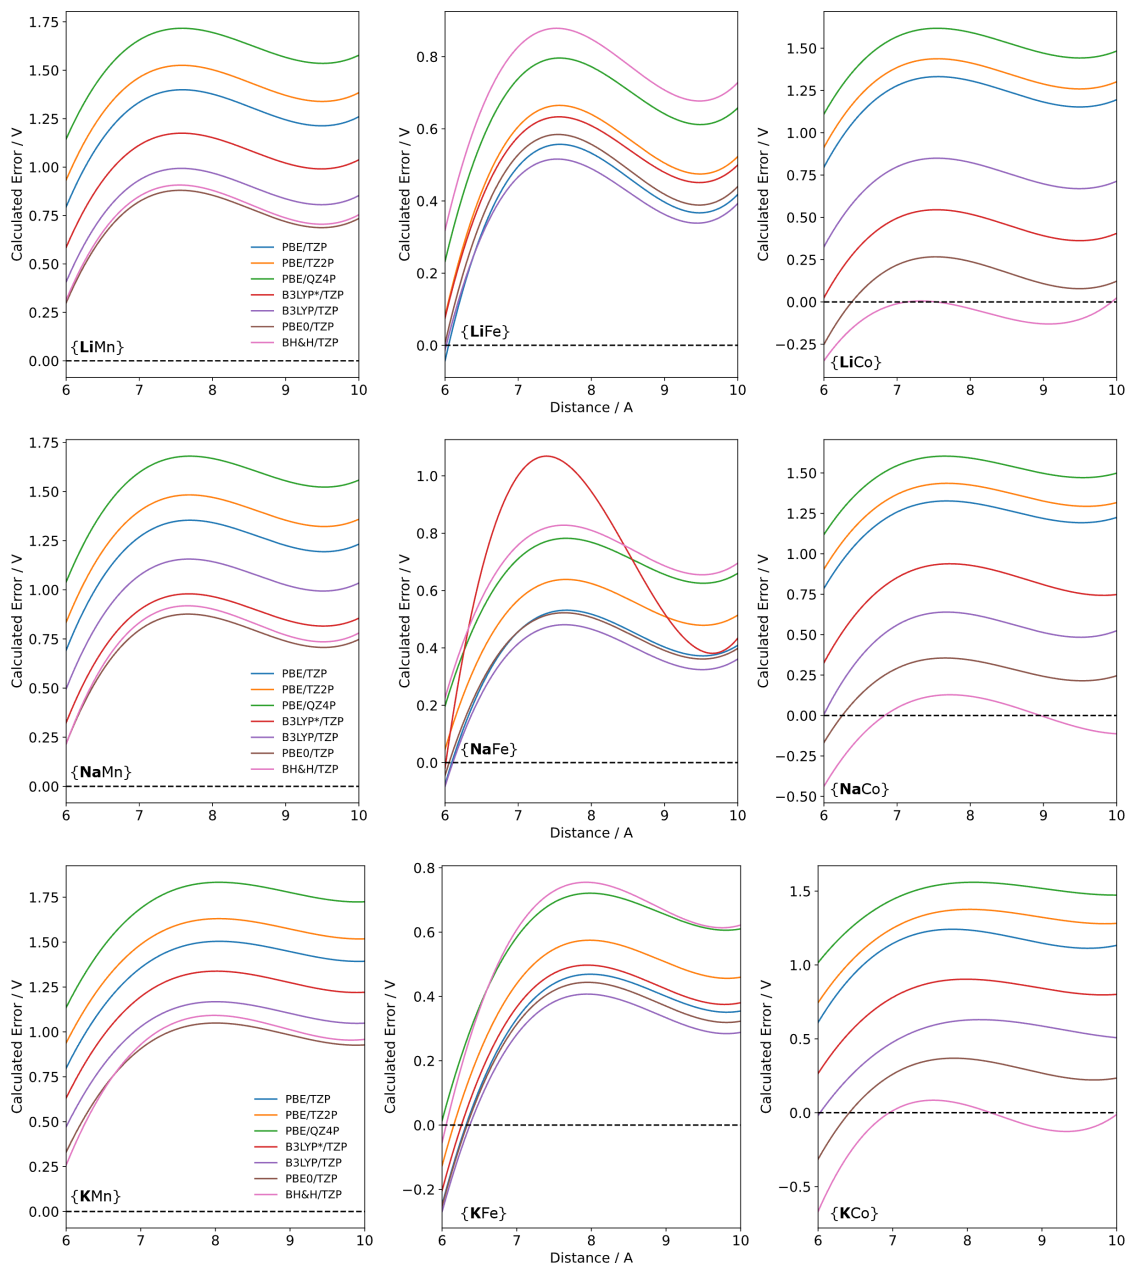 1.75
1.50
1.25
1.00
0.75
0.50
0.25
0.00
Calculated Error / V
PBE/TZP
PBE/TZ2P
PBE/QZ4P
B3LYP*/TZP
B3LYP/TZP
PBE0/TZP
BH&H/TZP
{LiMn}
6 7 8 9 10
0.8
0.6
0.4
0.2
0.0
Calculated Error / V
{LiFe}
6 7 8 9 10
Distance / A
1.50
1.25
1.00
0.75
0.50
0.25
0.00
−0.25
Calculated Error / V
{LiCo}
6 7 8 9 10
1.75
1.50
1.25
1.00
0.75
0.50
0.25
0.00
Calculated Error / V
PBE/TZP
PBE/TZ2P
PBE/QZ4P
B3LYP*/TZP
B3LYP/TZP
PBE0/TZP
BH&H/TZP
{NaMn}
6 7 8 9 10
1.0
0.8
0.6
0.4
0.2
0.0
Calculated Error / V
{NaFe}
6 7 8 9 10
Distance / A
1.50
1.25
1.00
0.75
0.50
0.25
0.00
−0.25
−0.50
Calculated Error / V
{NaCo}
6 7 8 9 10
1.75
1.50
1.25
1.00
0.75
0.50
0.25
0.00
Calculated Error / V
PBE/TZP
PBE/TZ2P
PBE/QZ4P
B3LYP*/TZP
B3LYP/TZP
PBE0/TZP
BH&H/TZP
{KMn}
6 7 8 9 10
0.8
0.6
0.4
0.2
0.0
−0.2
Calculated Error / V
{KFe}
6 7 8 9 10
Distance / A
1.5
1.0
0.5
0.0
−0.5
Calculated Error / V
{KCo}
6 7 8 9 10